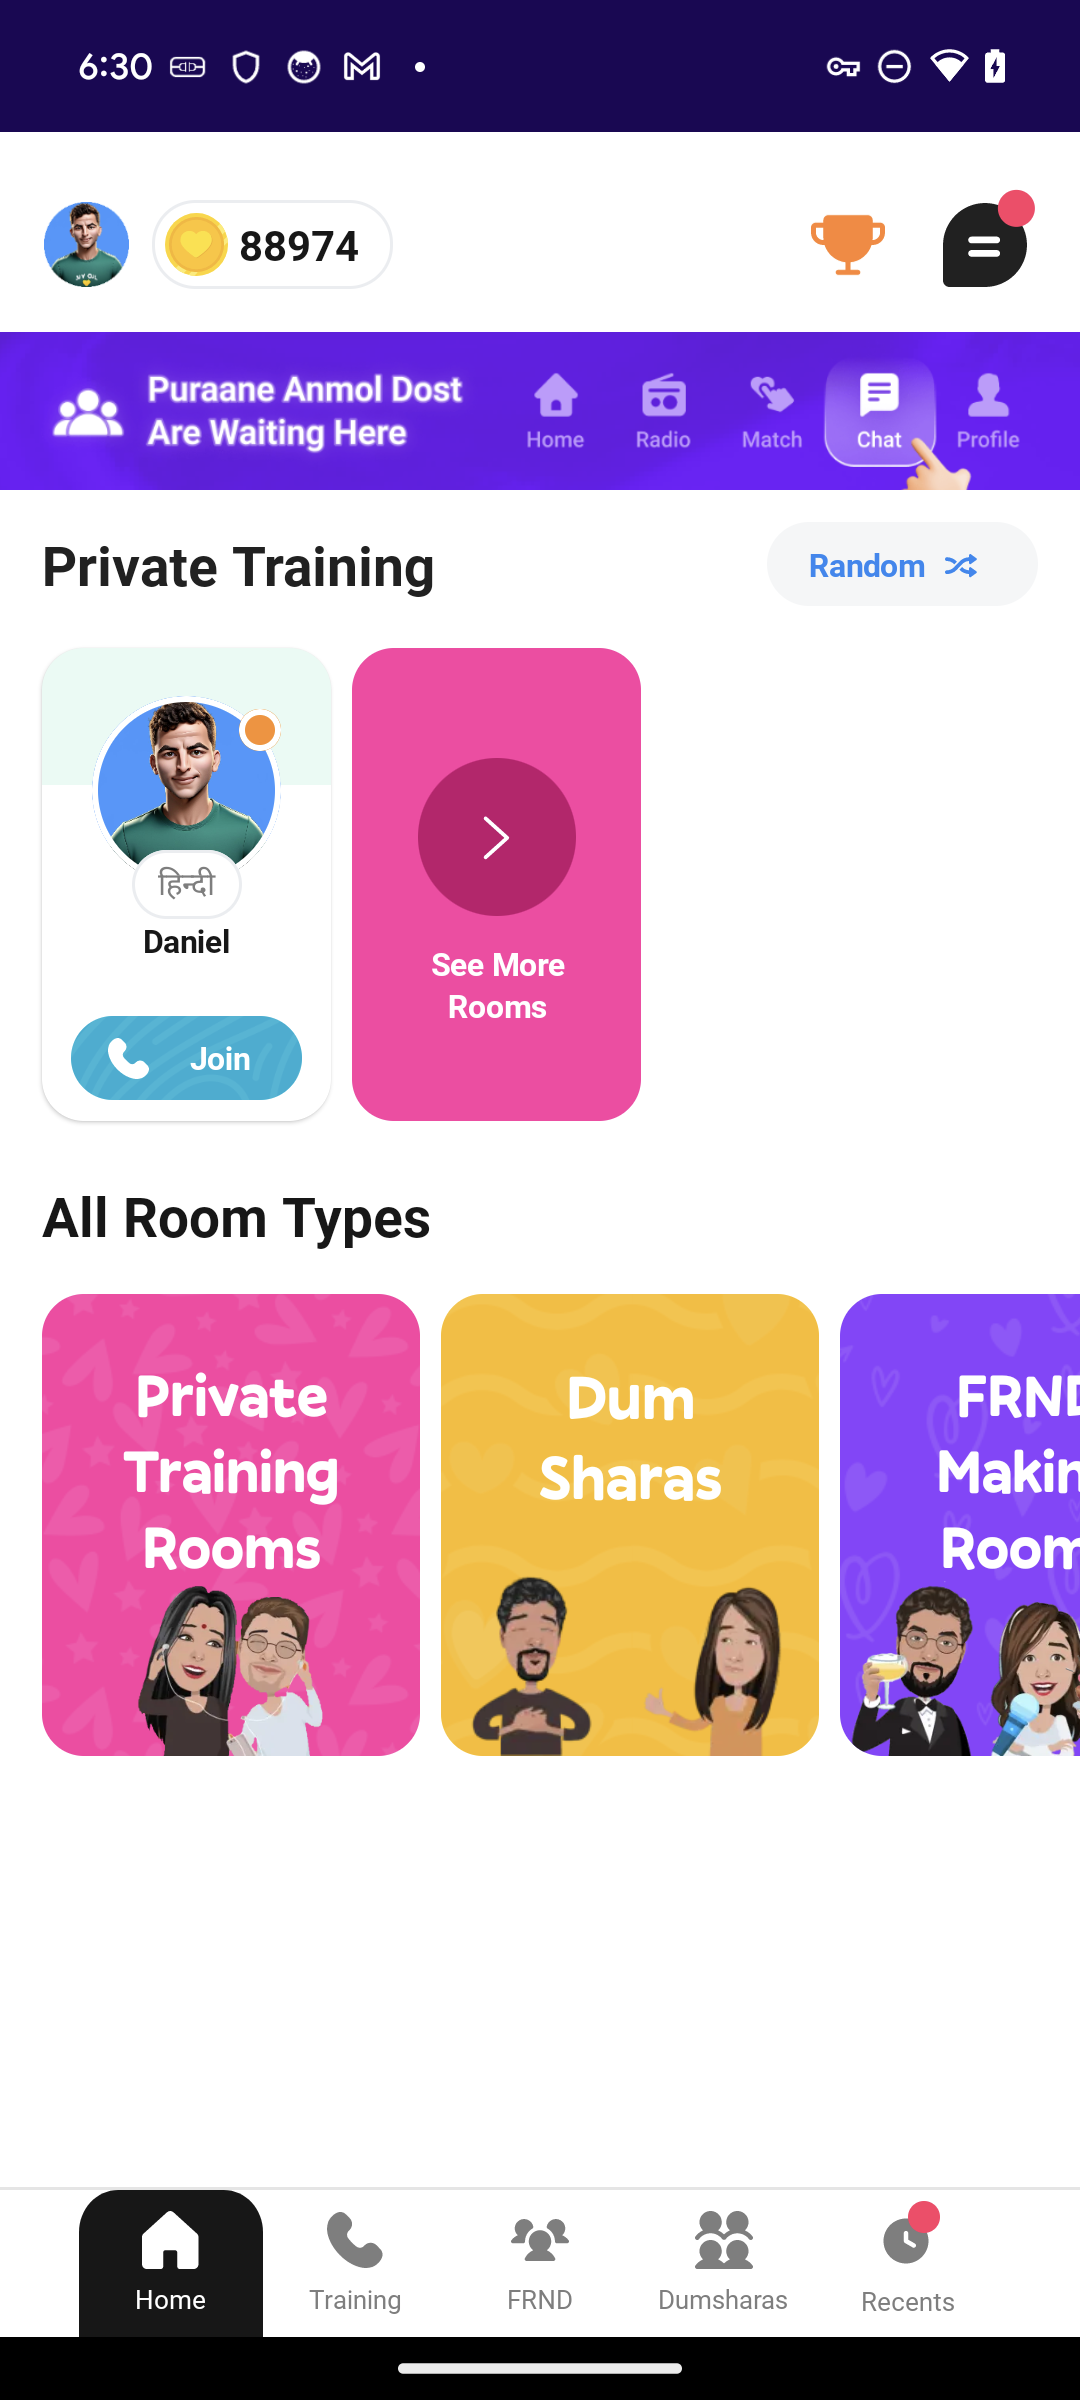 6:30
88974
Puraane Anmol Dost
Are Waiting Here
Home
Radio
Match
Chat
Profile
Private Training
Random
हिन्दी
Daniel
Join
See More
Rooms
All Room Types
Private
Training
Rooms
Dum
Sharas
FRND
Makin
Room
Home
Training
FRND
Dumsharas
Recents